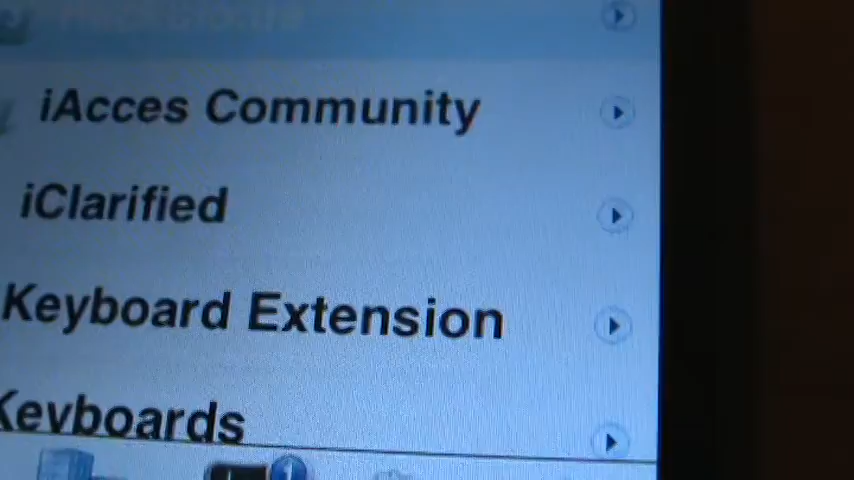 iAcces Community
iClarified
Keyboard Extension
Keyboards